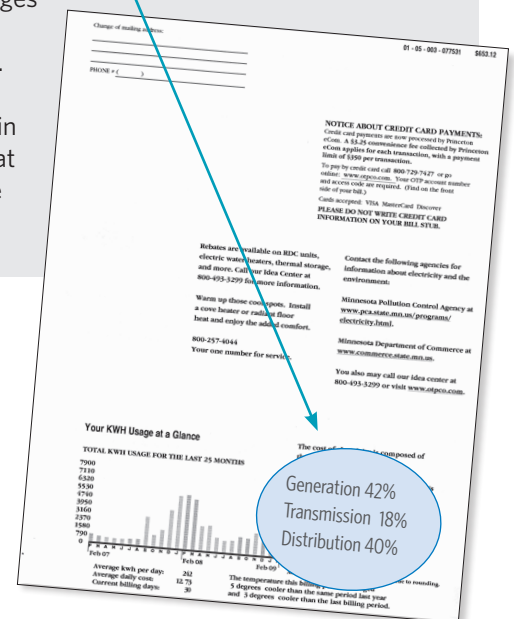 ges
.
in
at
Change of mailing address:
PHONE # ( )
01 - 05 - 003 - 077531 $653.12
NOTICE ABOUT CREDIT CARD PAYMENTS:
Credit card payments are now processed by Princeton
eCom. A $3.25 convenience fee collected by Princeton
eCom applies for each transaction, with a payment
limit of $350 per transaction.
To pay by credit card call 800-729-7427 or go
online: www.otpco.com. Your OTP account number
and access code are required. (Find on the front
side of your bill.)
Cards accepted: VISA MasterCard Discover
PLEASE DO NOT WRITE CREDIT CARD
INFORMATION ON YOUR BILL STUB.
Rebates are available on RDC units,
electric water heaters, thermal storage,
and more. Call our Idea Center at
800-493-3299 for more information.
Warm up those cool spots. Install
a cove heater or radiant floor
heat and enjoy the added comfort.
800-257-4044
Your one number for service.
Contact the following agencies for
information about electricity and the
environment:
Minnesota Pollution Control Agency at
www.pca.state.mn.us/programs/
electricity.html.
Minnesota Department of Commerce at
www.commerce.state.mn.us.
You also may call our idea center at
800-493-3299 or visit www.otpco.com.
Your KWH Usage at a Glance
TOTAL KWH USAGE FOR THE LAST 25 MONTHS
7900
7110
6320
5530
4740
3950
3160
2370
1580
790
0
F M A M J J A S O N D J F M A M J J A S O N D J F
Feb 07 Feb 08 Feb 09
Average kwh per day: 242
Average daily cost: 12.73
Current billing days: 30
The cost of is composed of
Generation 42%
Transmission 18%
Distribution 40%
due to rounding.
The temperature this billing
5 degrees cooler than the same period last year
and 3 degrees cooler than the last billing period.